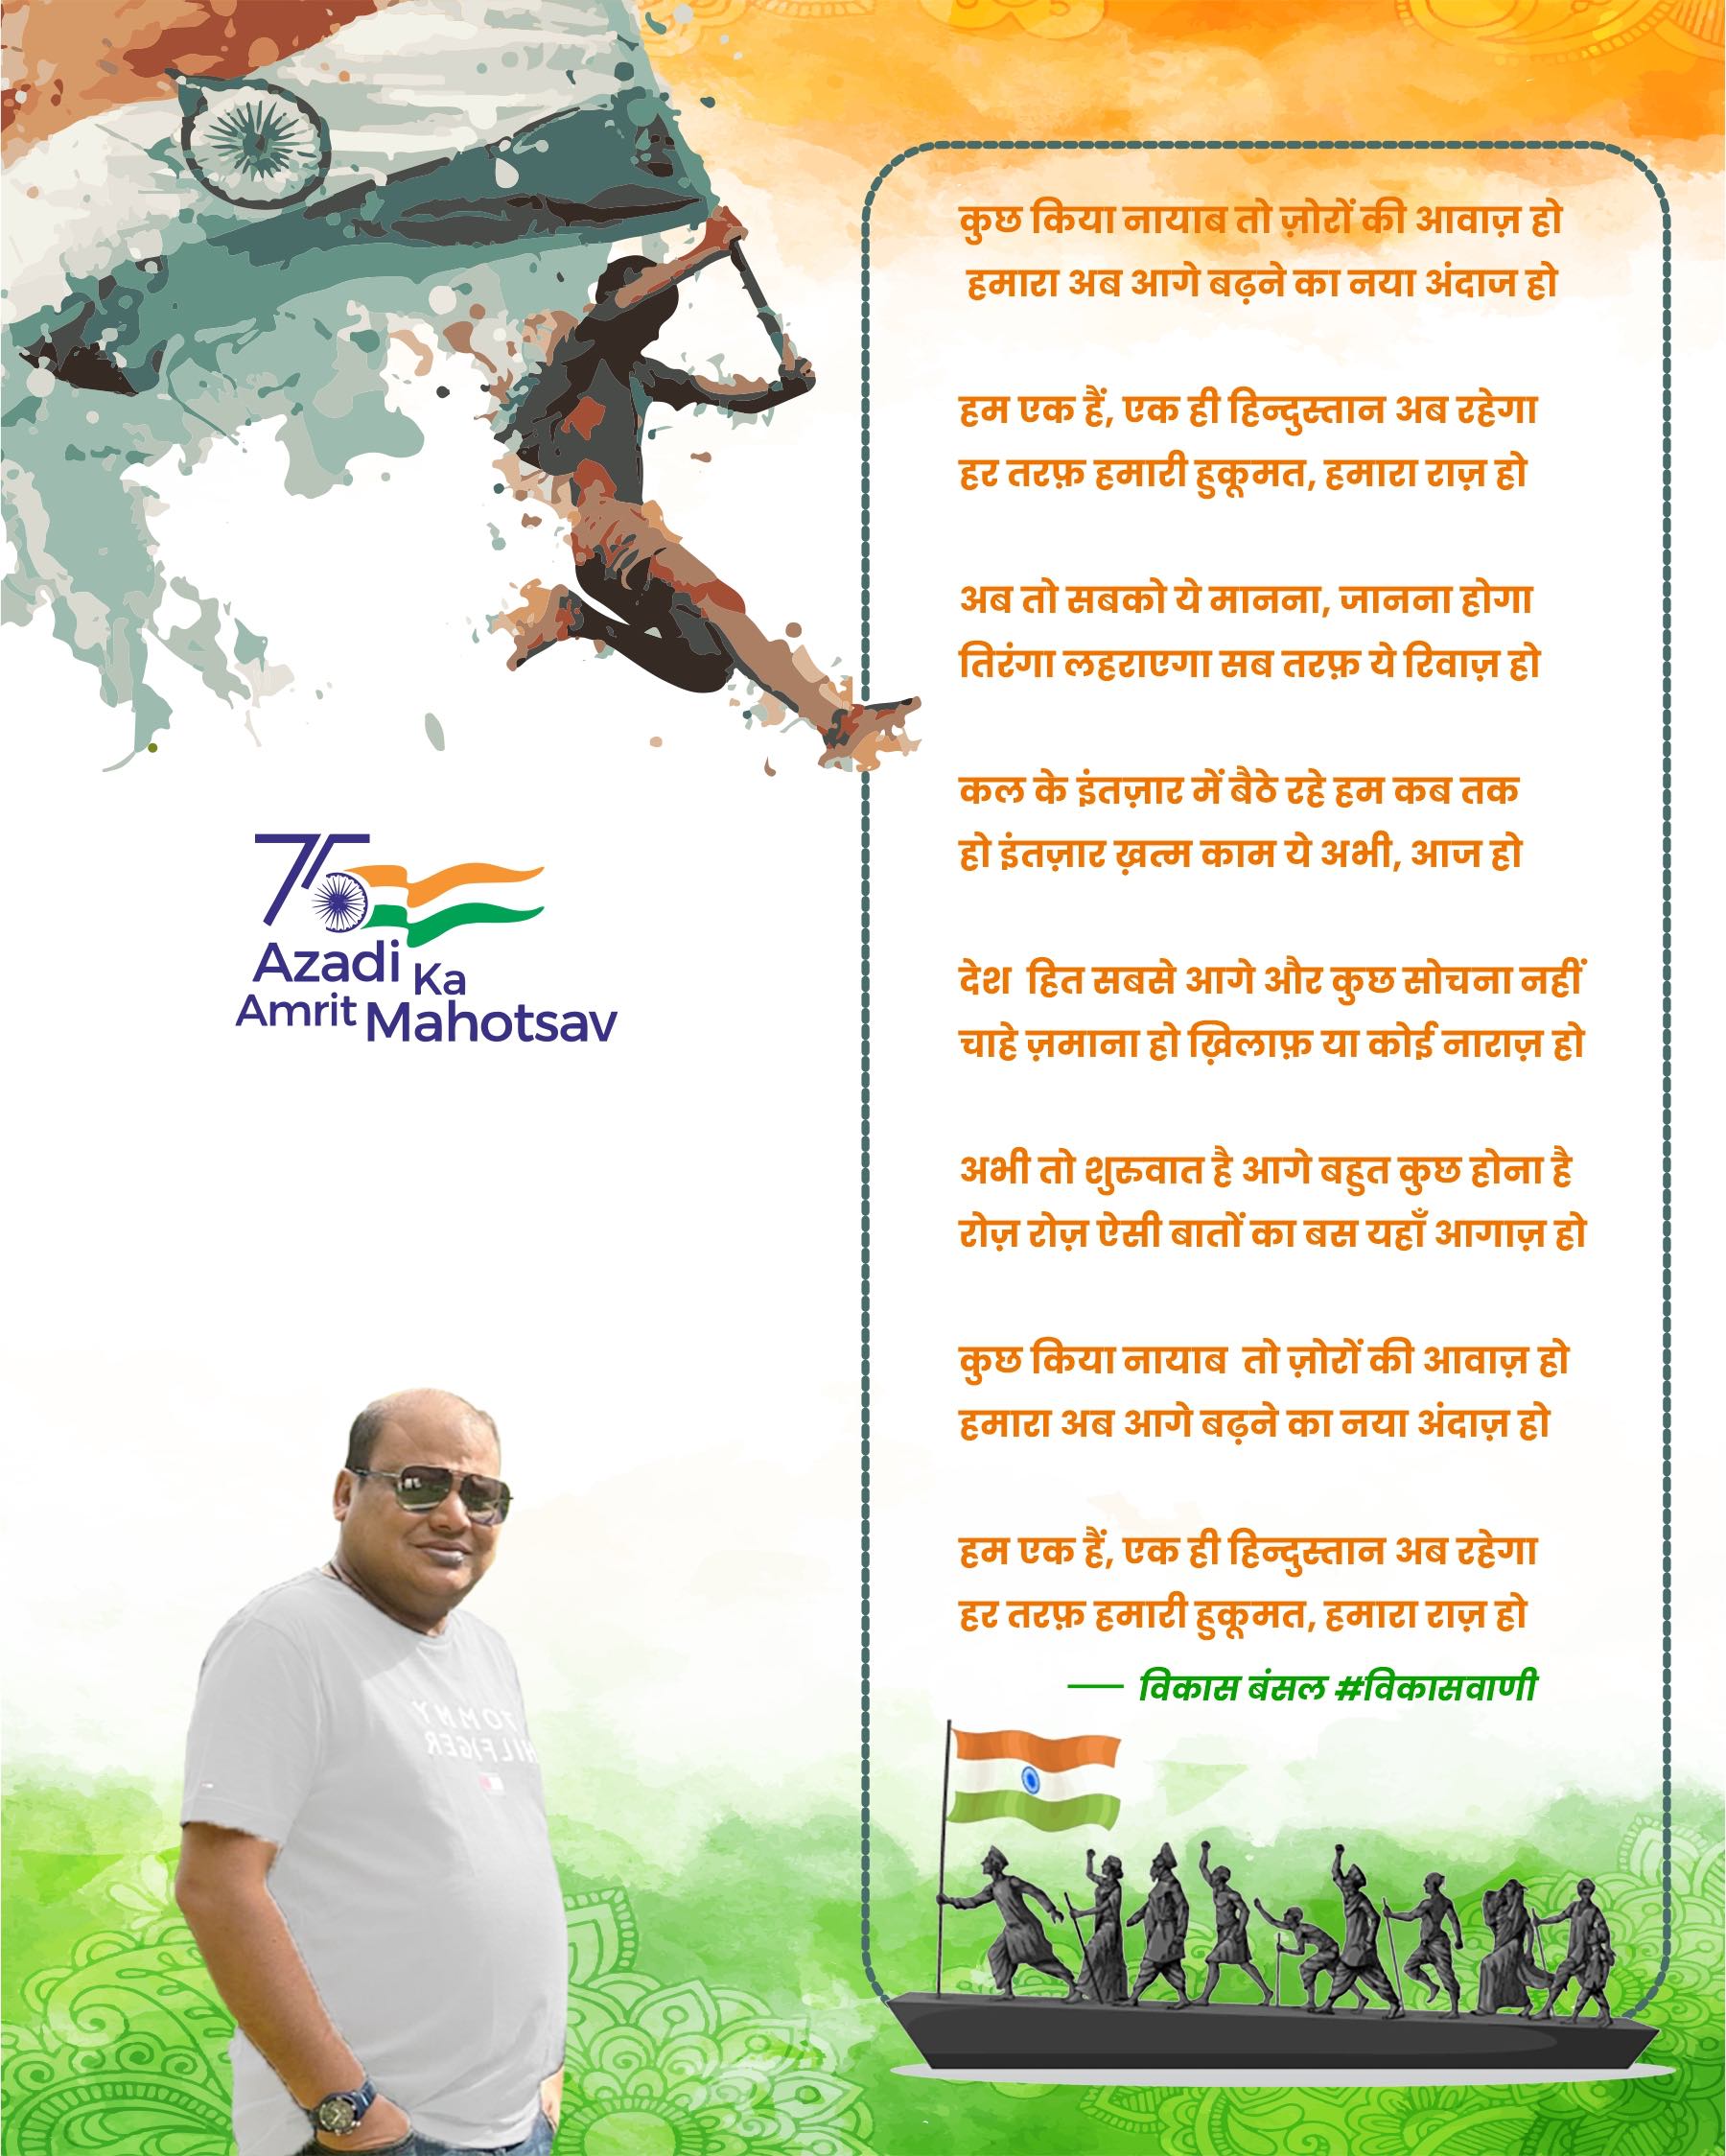 कुछ किया नायाब तो ज़ोरों की आवाज़ हो
हमारा अब आगे बढ़ने का नया अंदाज हो
हम एक हैं, एक ही हिन्दुस्तान अब रहेगा
हर तरफ़ हमारी हुकूमत, हमारा राज़ हो
अब तो सबको ये मानना, जानना होगा
तिरंगा लहराएगा सब तरफ़ ये रिवाज़ हो
कल के इंतज़ार में बैठे रहे हम कब तक
हो इंतज़ार ख़त्म काम ये अभी, आज हो
देश हित सबसे आगे और कुछ सोचना नहीं
चाहे ज़माना हो ख़िलाफ़ या कोई नाराज़ हो
अभी तो शुरुवात है आगे बहुत कुछ होना है
रोज़ रोज़ ऐसी बातों का बस यहाँ आगाज़ हो
कुछ किया नायाब तो ज़ोरों की आवाज़ हो
हमारा अब आगे बढ़ने का नया अंदाज़ हो
हम एक हैं, एक ही हिन्दुस्तान अब रहेगा
हर तरफ़ हमारी हुकूमत, हमारा राज़ हो
— विकास बंसल #विकासवाणी
75
Azadi Ka
Amrit Mahotsav
TOMMY
HILFIGER